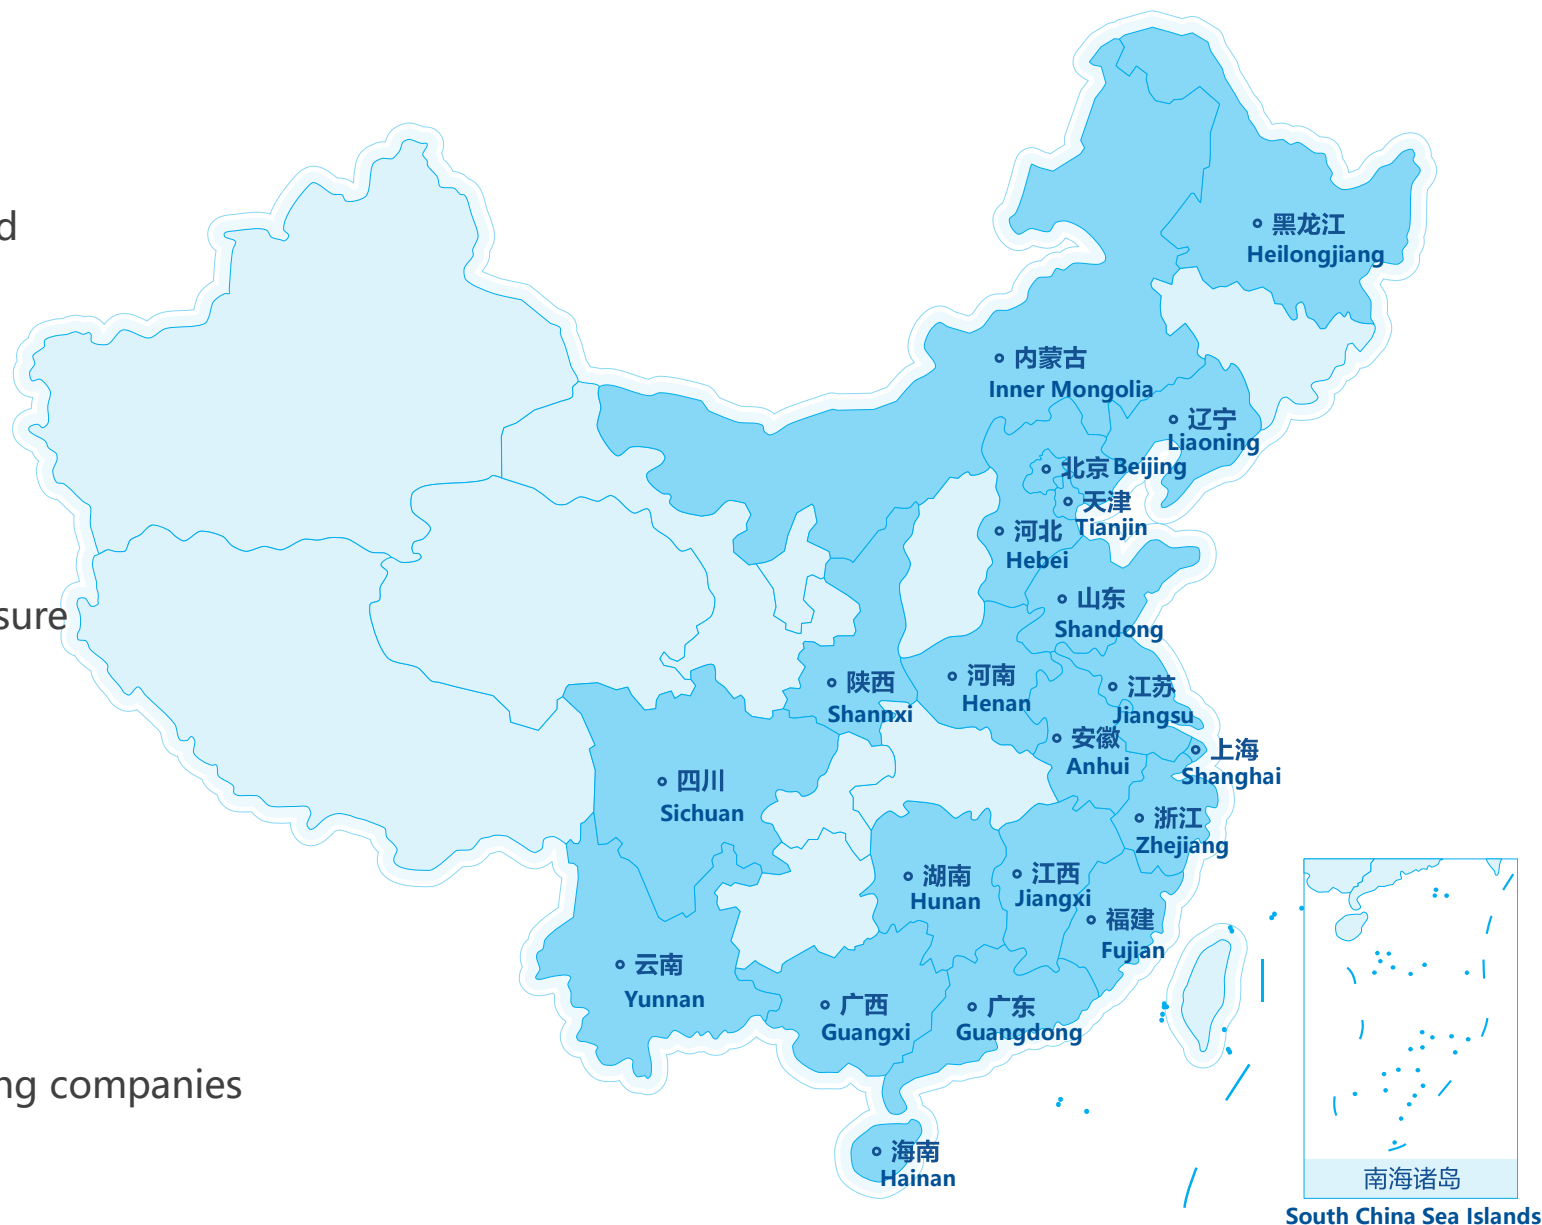 d
sure
ng companies
黑龙江
Heilongjiang
内蒙古
Inner Mongolia
辽宁
Liaoning
北京 Beijing
天津
Tianjin
河北
Hebei
山东
Shandong
陕西
Shannxi
河南
Henan
江苏
Jiangsu
安徽
Anhui
上海
Shanghai
四川
Sichuan
浙江
Zhejiang
湖南
Hunan
江西
Jiangxi
福建
Fujian
云南
Yunnan
广西
Guangxi
广东
Guangdong
海南
Hainan
南海诸岛
South China Sea Islands